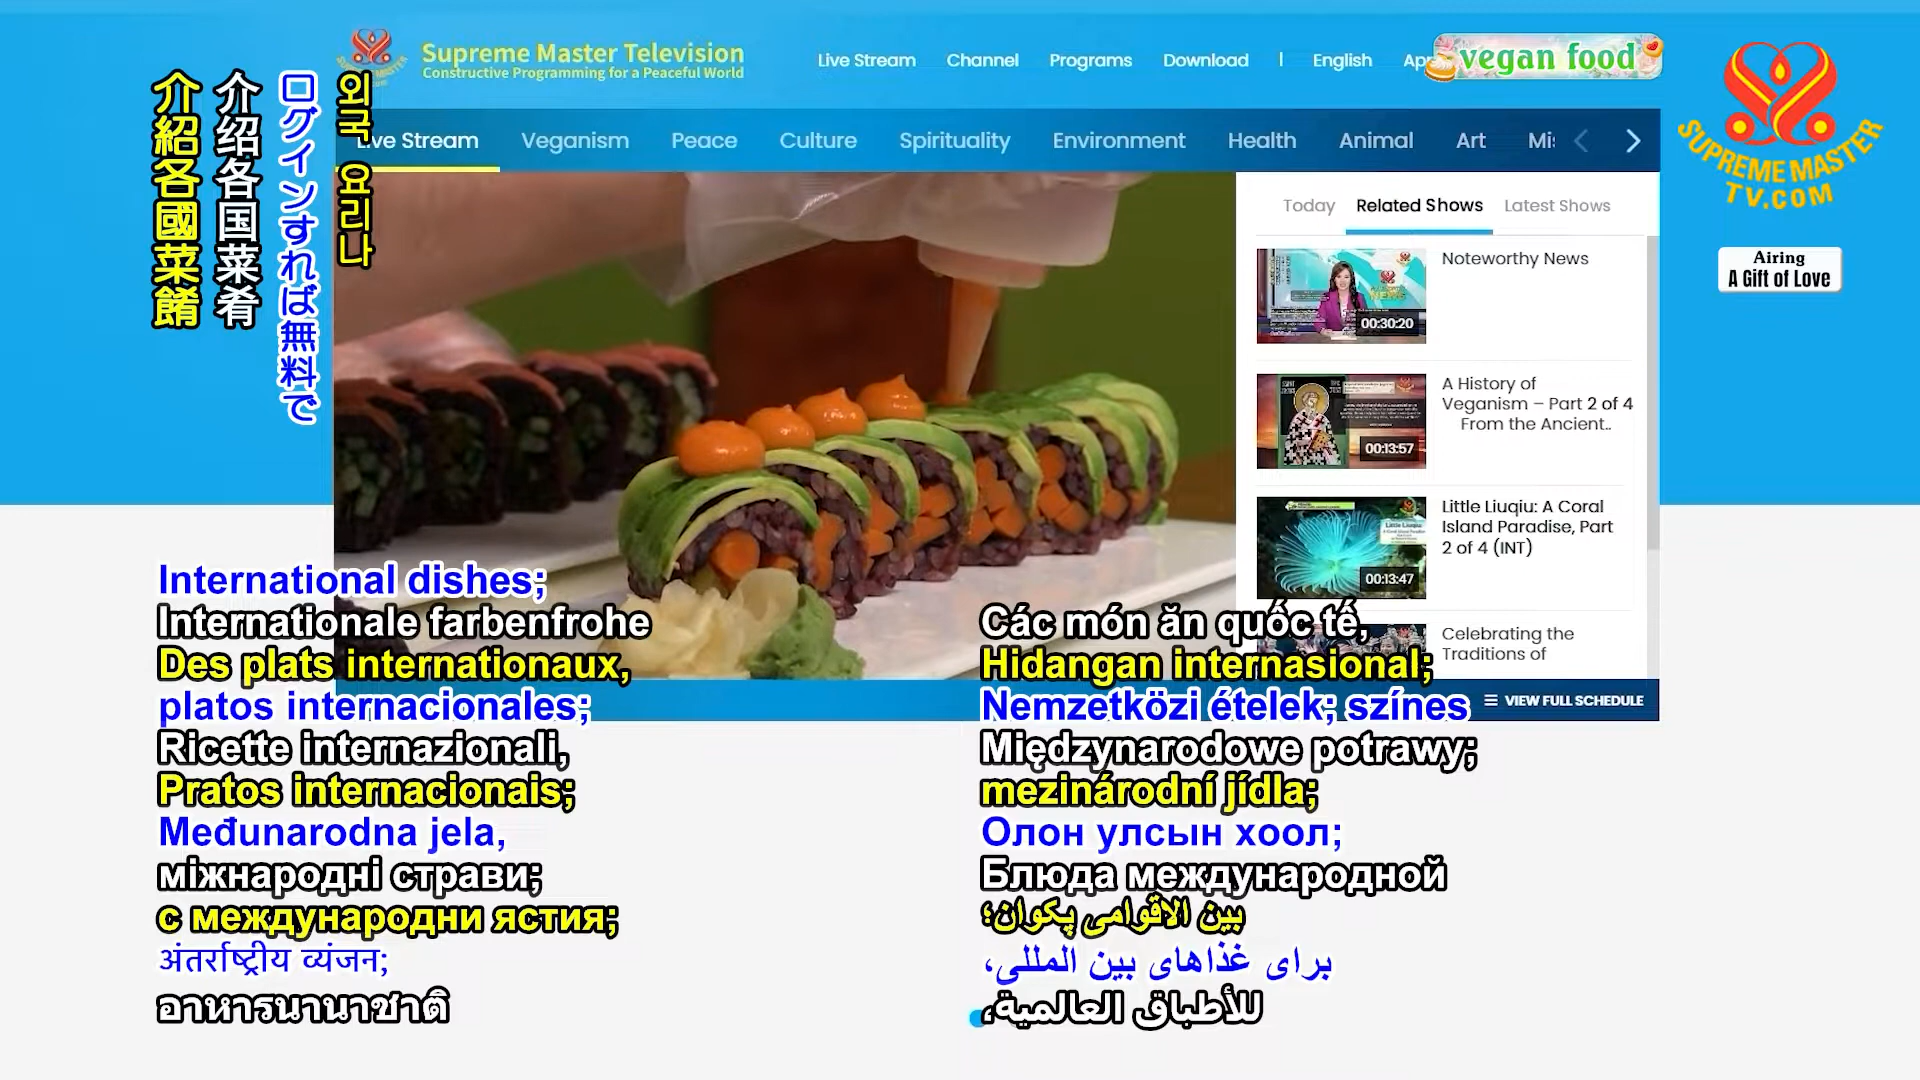 Supreme Master Television
Constructive Programming for a Peaceful World
Live Stream
Channel
Programs
Download
English
vegan food
SUPREME MASTER
TV.COM
Airing
A Gift of Love
介紹各國菜餚
介绍各国菜肴
ログインすれば無料で
외국 요리나
Live Stream
Veganism
Peace
Culture
Spirituality
Environment
Health
Animal
Art
Today
Related Shows
Latest Shows
Noteworthy News
00:30:20
A History of
Veganism – Part 2 of 4
From the Ancient..
00:13:57
Little Liuqiu: A Coral
Island Paradise, Part
2 of 4 (INT)
00:13:47
Celebrating the
Traditions of
VIEW FULL SCHEDULE
International dishes;
Internationale farbenfrohe
Des plats internationaux,
platos internacionales;
Ricette internazionali,
Pratos internacionais;
Međunarodna jela,
міжнародні страви;
с международни ястия;
अंतर्राष्ट्रीय व्यंजन;
อาหารนานาชาติ
Các món ăn quốc tế,
Hidangan internasional;
Nemzetközi ételek; színes
Międzynarodowe potrawy;
mezinárodní jídla;
Олон улсын хоол;
Блюда международной
بین الاقوامی پکوان؛
برای غذاهای بین المللی،
للأطباق العالمية،